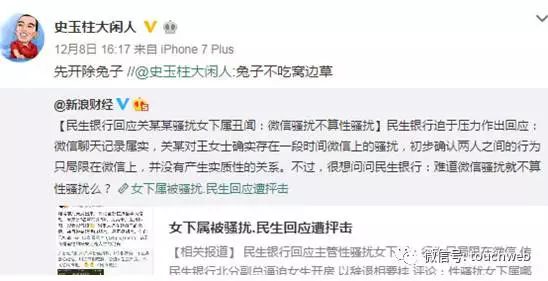 史玉柱大闲人
12月8日 16:17 来自 iPhone 7 Plus
先开除兔子 //@史玉柱大闲人:兔子不吃窝边草
@新浪财经
【民生银行回应关某某骚扰女下属丑闻：微信骚扰不算性骚扰】民生银行迫于压力作出回应：
微信聊天记录属实，关某对王女士确实存在一段时间微信上的骚扰，初步确认两人之间的行为
只局限在微信上，并没有产生实质性的关系。不过，很想问问民生银行：难道微信骚扰就不算
性骚扰么？ 女下属被骚扰.民生回应遭抨击
女下属被骚扰.民生回应遭抨击
【相关报道】 民生银行回应主管性骚扰女下
微信号: touchweb
民生银行北分副总逼迫女生开房 以辞退相要挟 评论：性骚扰女下属哪